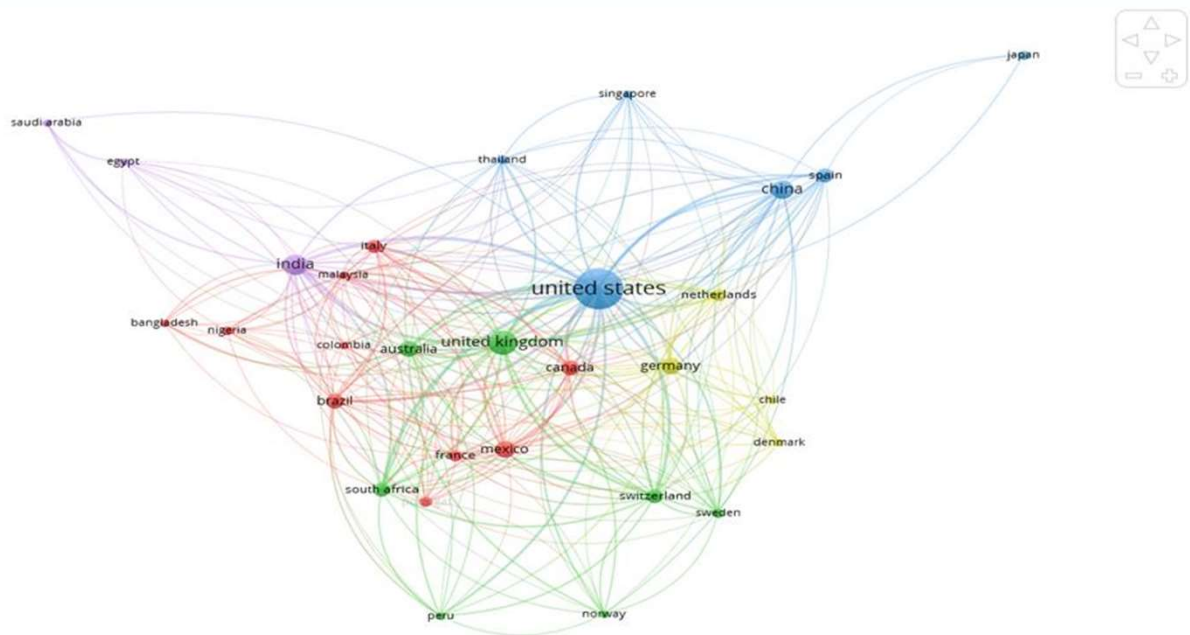 japan
singapore
saudi arabia
thailand
egypt
spain
china
italy
india
malaysia
united states
netherlands
bangladesh
nigeria
united kingdom
colombia
australia
germany
canada
chile
brazil
denmark
mexico
france
south africa
switzerland
sweden
norway
peru